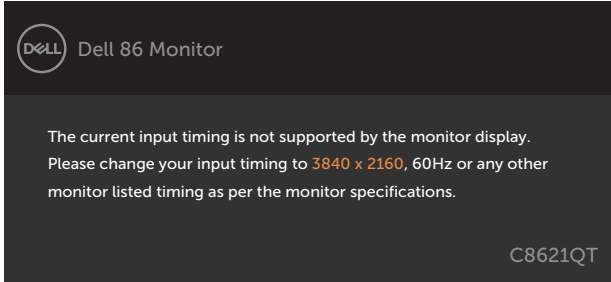 DELL
Dell 86 Monitor
The current input timing is not supported by the monitor display.
Please change your input timing to 3840 x 2160, 60Hz or any other
monitor listed timing as per the monitor specifications.
C8621QT